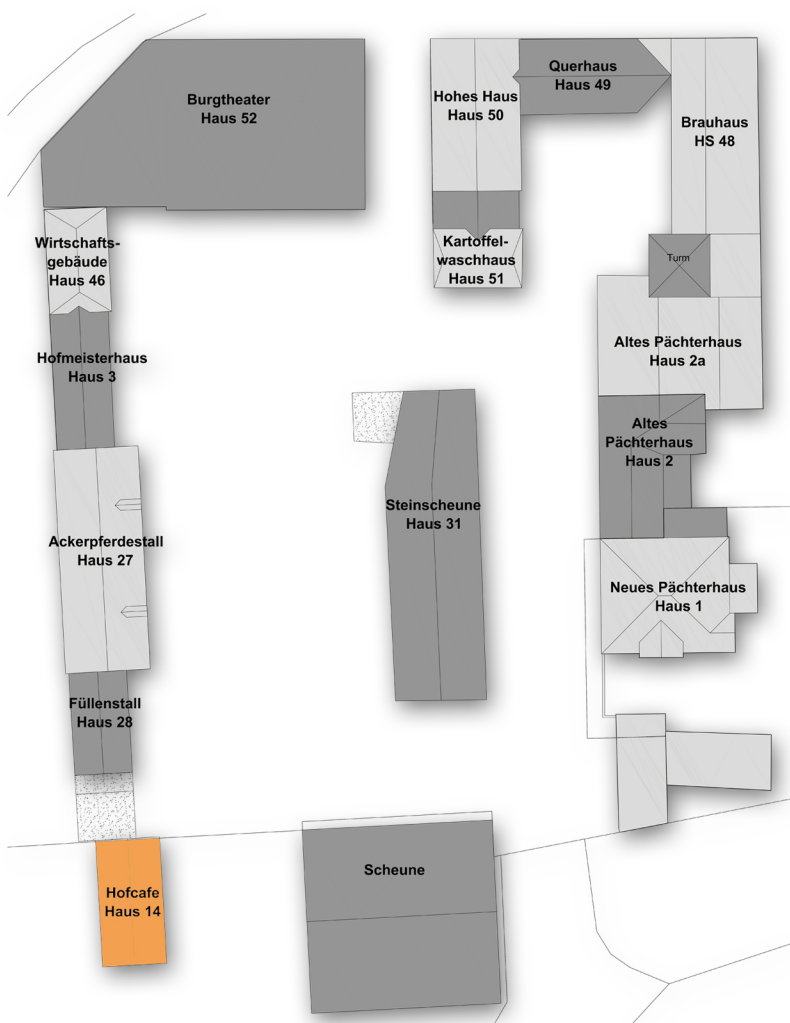 Burgtheater
Haus 52
Querhaus
Haus 49
Hohes Haus
Haus 50
Brauhaus
HS 48
Wirtschafts-
gebäude
Haus 46
Kartoffel-
waschhaus
Haus 51
Turm
Hofmeisterhaus
Haus 3
Altes Pächterhaus
Haus 2a
Altes
Pächterhaus
Haus 2
Steinscheune
Haus 31
Ackerpferdestall
Haus 27
Neues Pächterhaus
Haus 1
Füllenstall
Haus 28
Scheune
Hofcafe
Haus 14